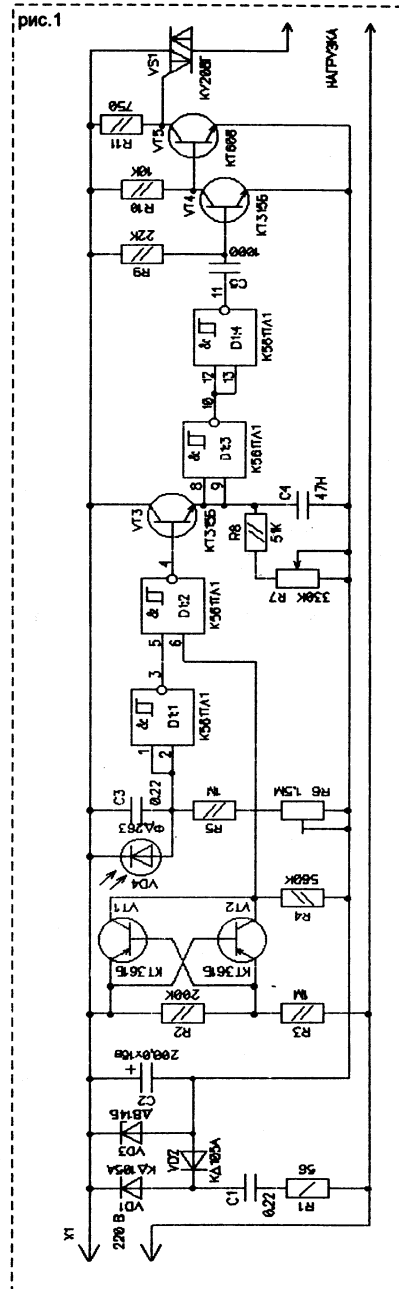 рис.1
X1
220 В
VD1
КД105А
VD3
Д814Б
VD2
КД105А
C1
0.22
R1
56
+
C2
200,0х16в
R2
200К
R3
1М
КТ361Б
VT1
КТ361Б
VT2
R4
560К
VD4
ФД263
C3
0.22
R5
1М
R6 1.5М
1
2
&
D1:1
К561ТЛ1
3
5
6
&
D1:2
К561ТЛ1
4
VT3
КТ315Б
R8
51К
R7
330К
C4
47Н
8
9
&
D1:3
К561ТЛ1
10
12
13
&
D1:4
К561ТЛ1
11
1000
R9
22К
R10
10К
VT4
КТ315Б
R11
750
VT5
VS1
КУ208Г
НАГРУЗКА